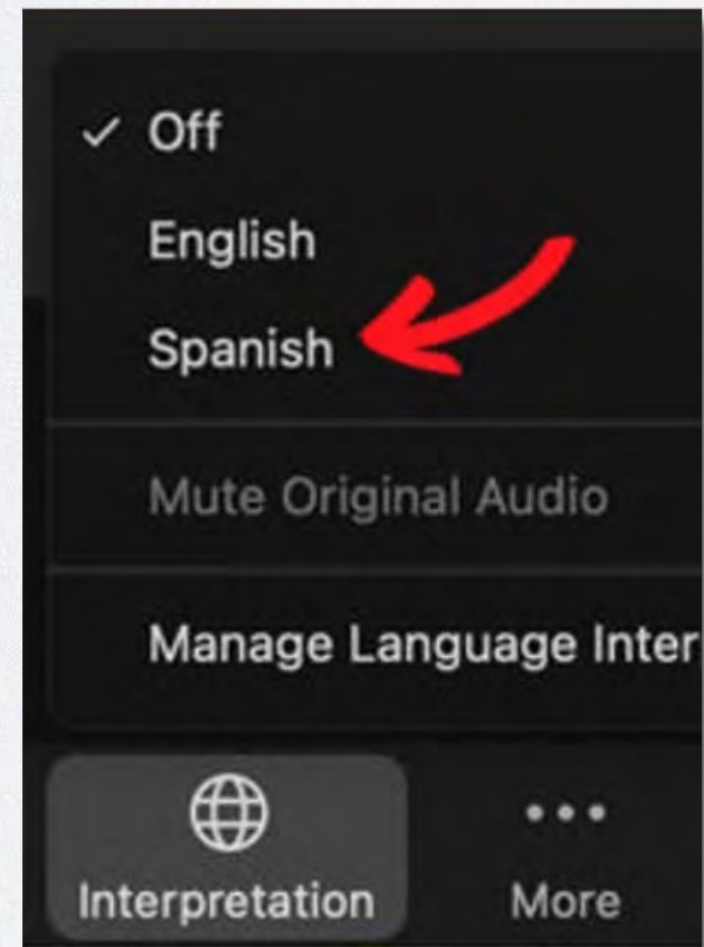 Off
English
Spanish
Mute Original Audio
Manage Language Inter
Interpretation
More